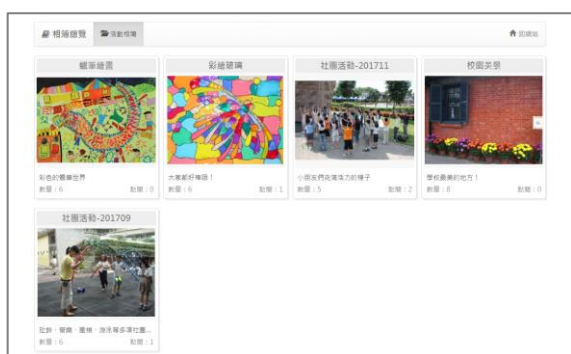 相簿總覽 活動相簿 回網站
蠟筆繪畫
彩色的蠟筆世界
數量：6 點閱：0
彩繪玻璃
大家都好棒哦！
數量：6 點閱：1
社團活動-201711
小朋友們充滿活力的樣子
數量：5 點閱：2
校園美景
學校最美的地方！
數量：8 點閱：0
社團活動-201709
數量：6 點閱：1